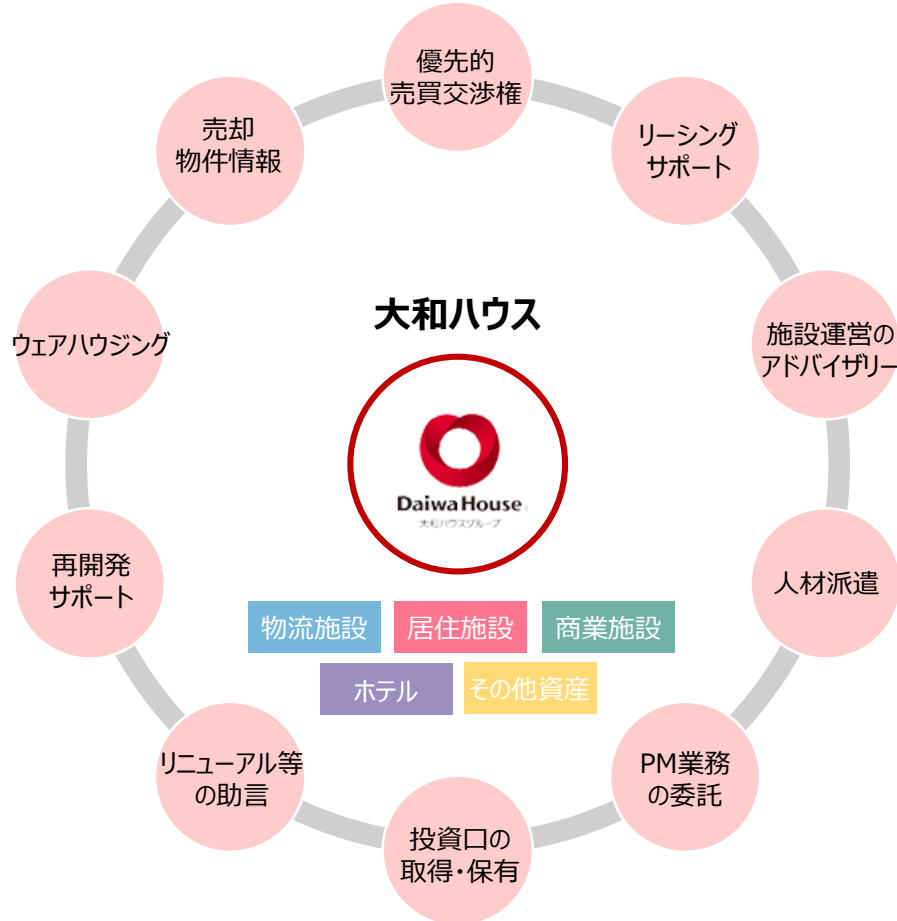 優先的
売買交渉権
リーシング
サポート
施設運営の
アドバイザリー
人材派遣
PM業務
の委託
投資口の
取得・保有
リニューアル等
の助言
再開発
サポート
ウェアハウジング
売却
物件情報
大和ハウス
Daiwa House
大和ハウスグループ
物流施設
居住施設
商業施設
ホテル
その他資産